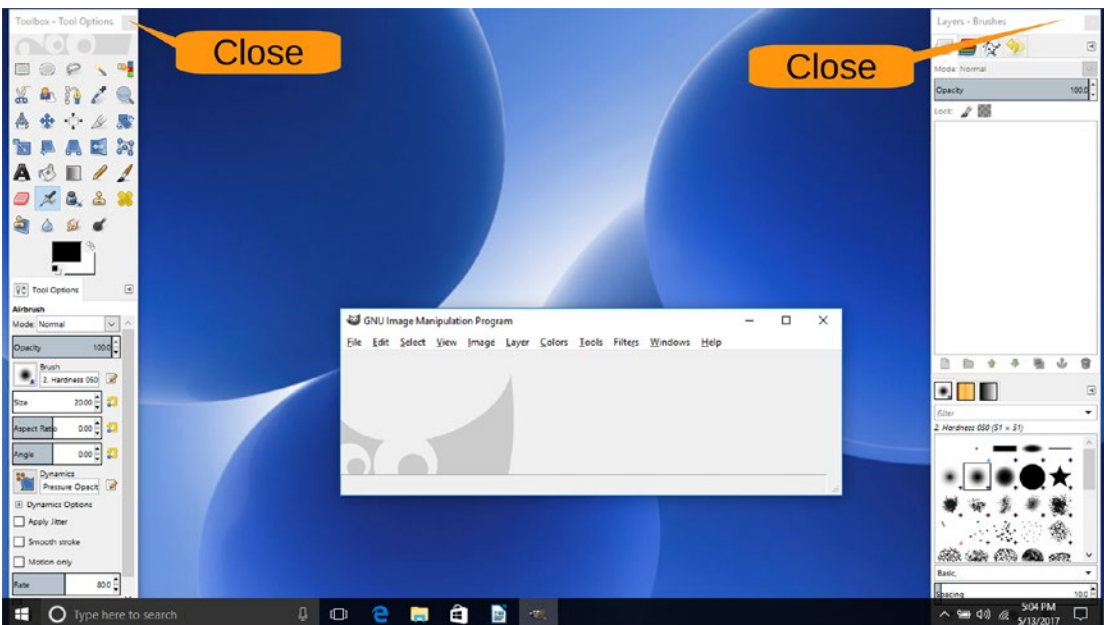 Toolbox - Tool Options
Close
Tool Options
Airbrush
Mode: Normal
Opacity 100.0
Brush
2. Hardness 050
Size 20.00
Aspect Ratio 0.00
Angle 0.00
Dynamics
Pressure Opacit
Dynamics Options
Apply Jitter
Smooth stroke
Motion only
Rate 80.0
GNU Image Manipulation Program
File Edit Select View Image Layer Colors Tools Filters Windows Help
Layers - Brushes
Close
Mode: Normal
Opacity 100.0
Lock:
filter
2. Hardness 050 (51 × 51)
Basic,
Spacing 10.0
Type here to search
5:04 PM
5/13/2017